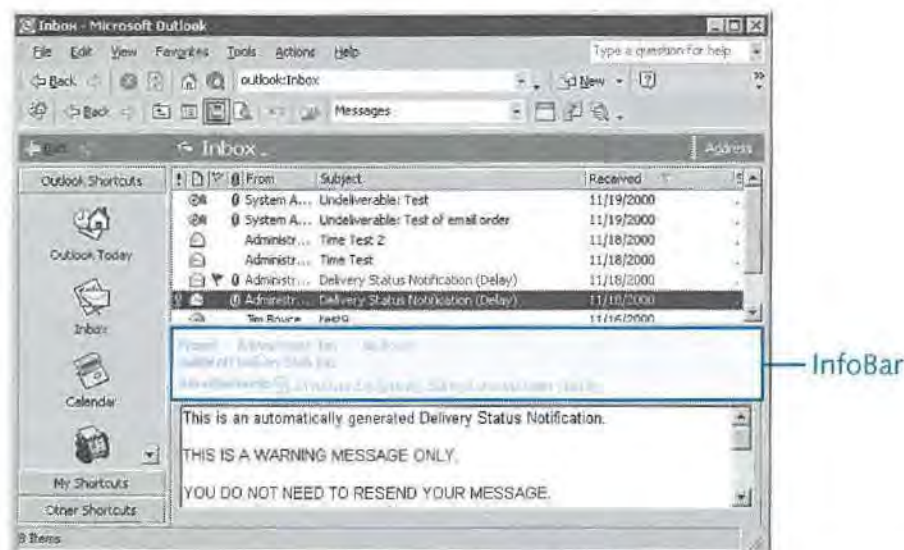 Inbox - Microsoft Outlook
File Edit View Favorites Tools Actions Help
Type a question for help
Back outlook:Inbox New
Back Messages
Inbox Address
Outlook Shortcuts
! From Subject Received
System A... Undeliverable: Test 11/19/2000
System A... Undeliverable: Test of email order 11/19/2000
Administr... Time Test 2 11/18/2000
Administr... Time Test 11/18/2000
Administr... Delivery Status Notification (Delay) 11/18/2000
Administr... Delivery Status Notification (Delay) 11/18/2000
11/16/2000
Outlook Today
Inbox
Calendar
My Shortcuts
Other Shortcuts
InfoBar
This is an automatically generated Delivery Status Notification.
THIS IS A WARNING MESSAGE ONLY.
YOU DO NOT NEED TO RESEND YOUR MESSAGE.
Items